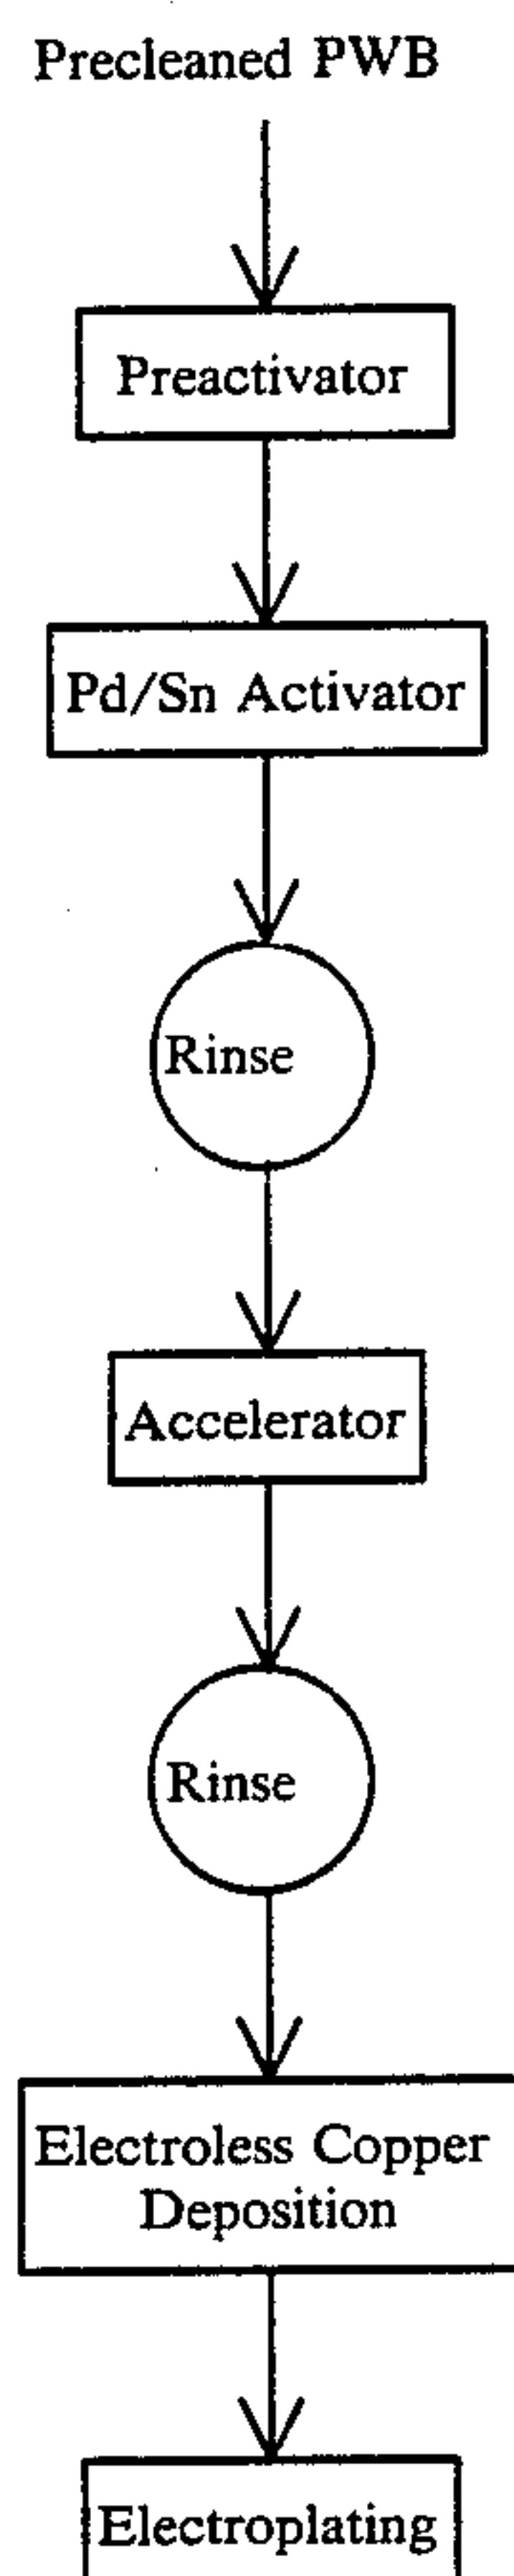 Precleaned PWB
Preactivator
Pd/Sn Activator
Rinse
Accelerator
Rinse
Electroless Copper
Deposition
Electroplating